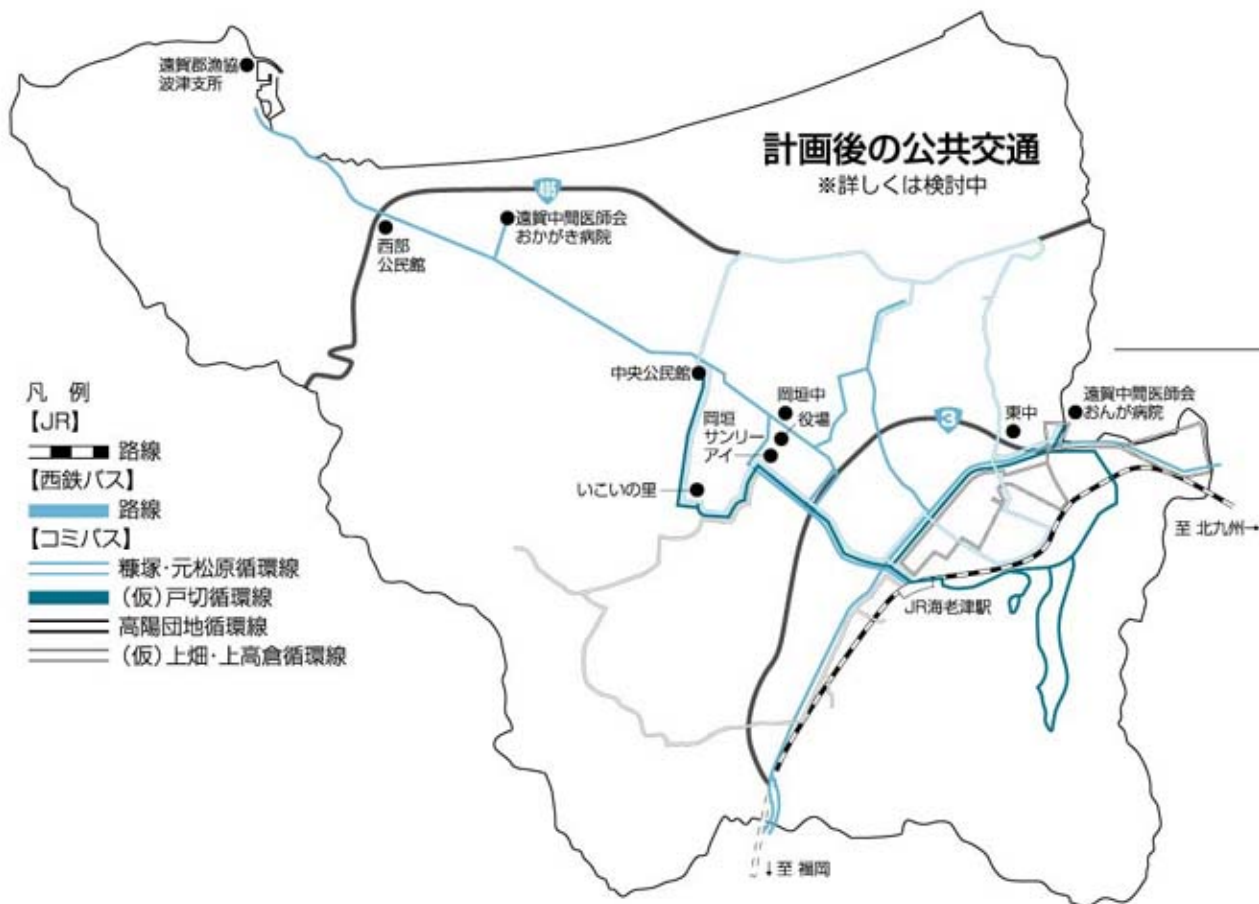 遠賀郡漁協
波津支所
計画後の公共交通
※詳しくは検討中
495
遠賀中間医師会
おかがき病院
西部
公民館
中央公民館
岡垣中
役場
岡垣
サンリー
アイ
いこいの里
3
東中
遠賀中間医師会
おんが病院
至 北九州→
JR海老津駅
↓至 福岡
凡 例
【JR】
路線
【西鉄バス】
路線
【コミバス】
糠塚・元松原循環線
(仮)戸切循環線
高陽団地循環線
(仮)上畑・上高倉循環線